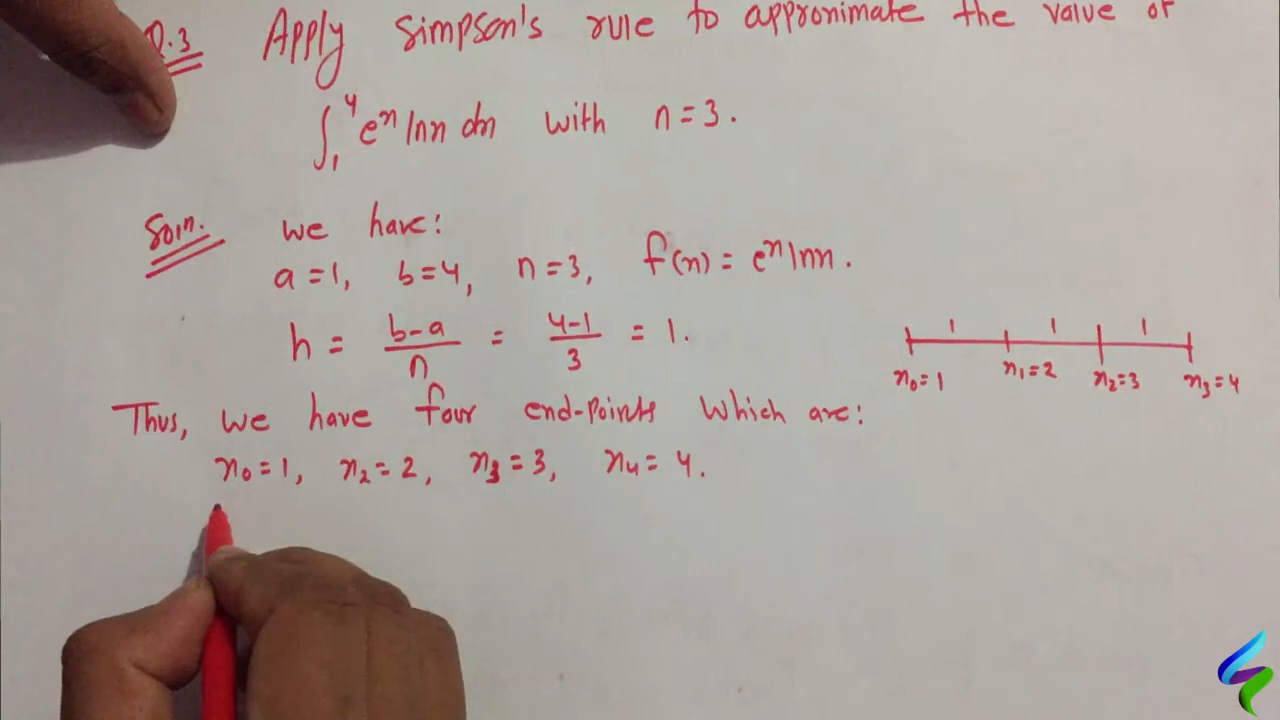 Q.3 Apply Simpson's rule to approximate the value of
∫₁⁴ eˣ lnx dx with n = 3.
Soln. We have:
a = 1, b = 4, n = 3, f(x) = eˣ lnx.
h = (b-a)/n = (4-1)/3 = 1.
1 1 1
x₀=1 x₁=2 x₂=3 x₃=4
Thus, we have four end-points which are:
x₀ = 1, x₂ = 2, x₃ = 3, x₄ = 4.